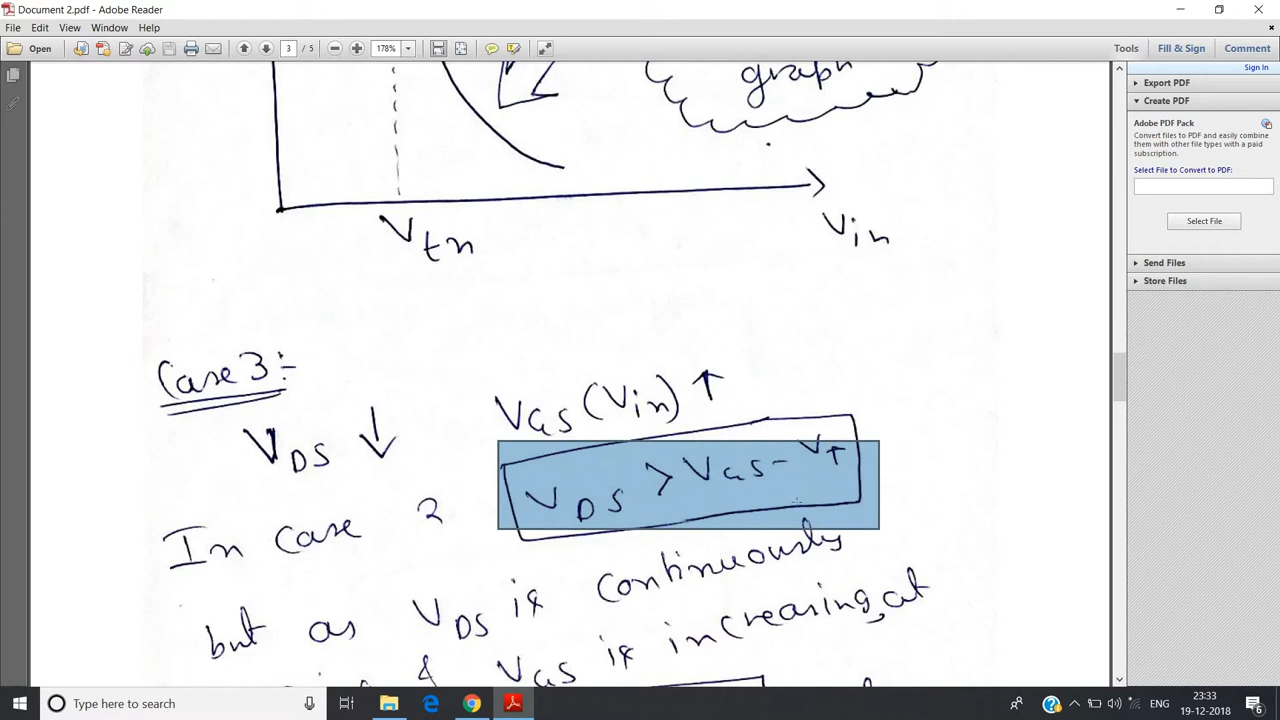 Document 2.pdf - Adobe Reader
File Edit View Window Help
Open 3 / 5 178% Tools Fill & Sign Comment
Sign In
Export PDF
Create PDF
Adobe PDF Pack
Convert files to PDF and easily combine
them with other file types with a paid
subscription.
Select File to Convert to PDF:
Select File
Send Files
Store Files
graph
Vtn
Vin
Case 3:-
VDS ↓ VGS (Vin) ↑
In case 2 VDS > VGS - VT
but as VDS is continuously
& VGS is increasing, at
Type here to search
ENG
23:33
19-12-2018
6